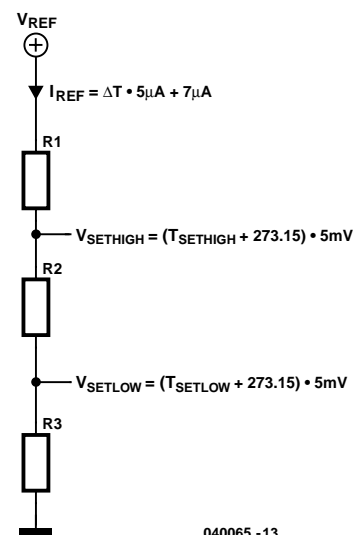 VREF
IREF = ΔT • 5µA + 7µA
R1
VSETHIGH = (TSETHIGH + 273.15) • 5mV
R2
VSETLOW = (TSETLOW + 273.15) • 5mV
R3
040065 - 13